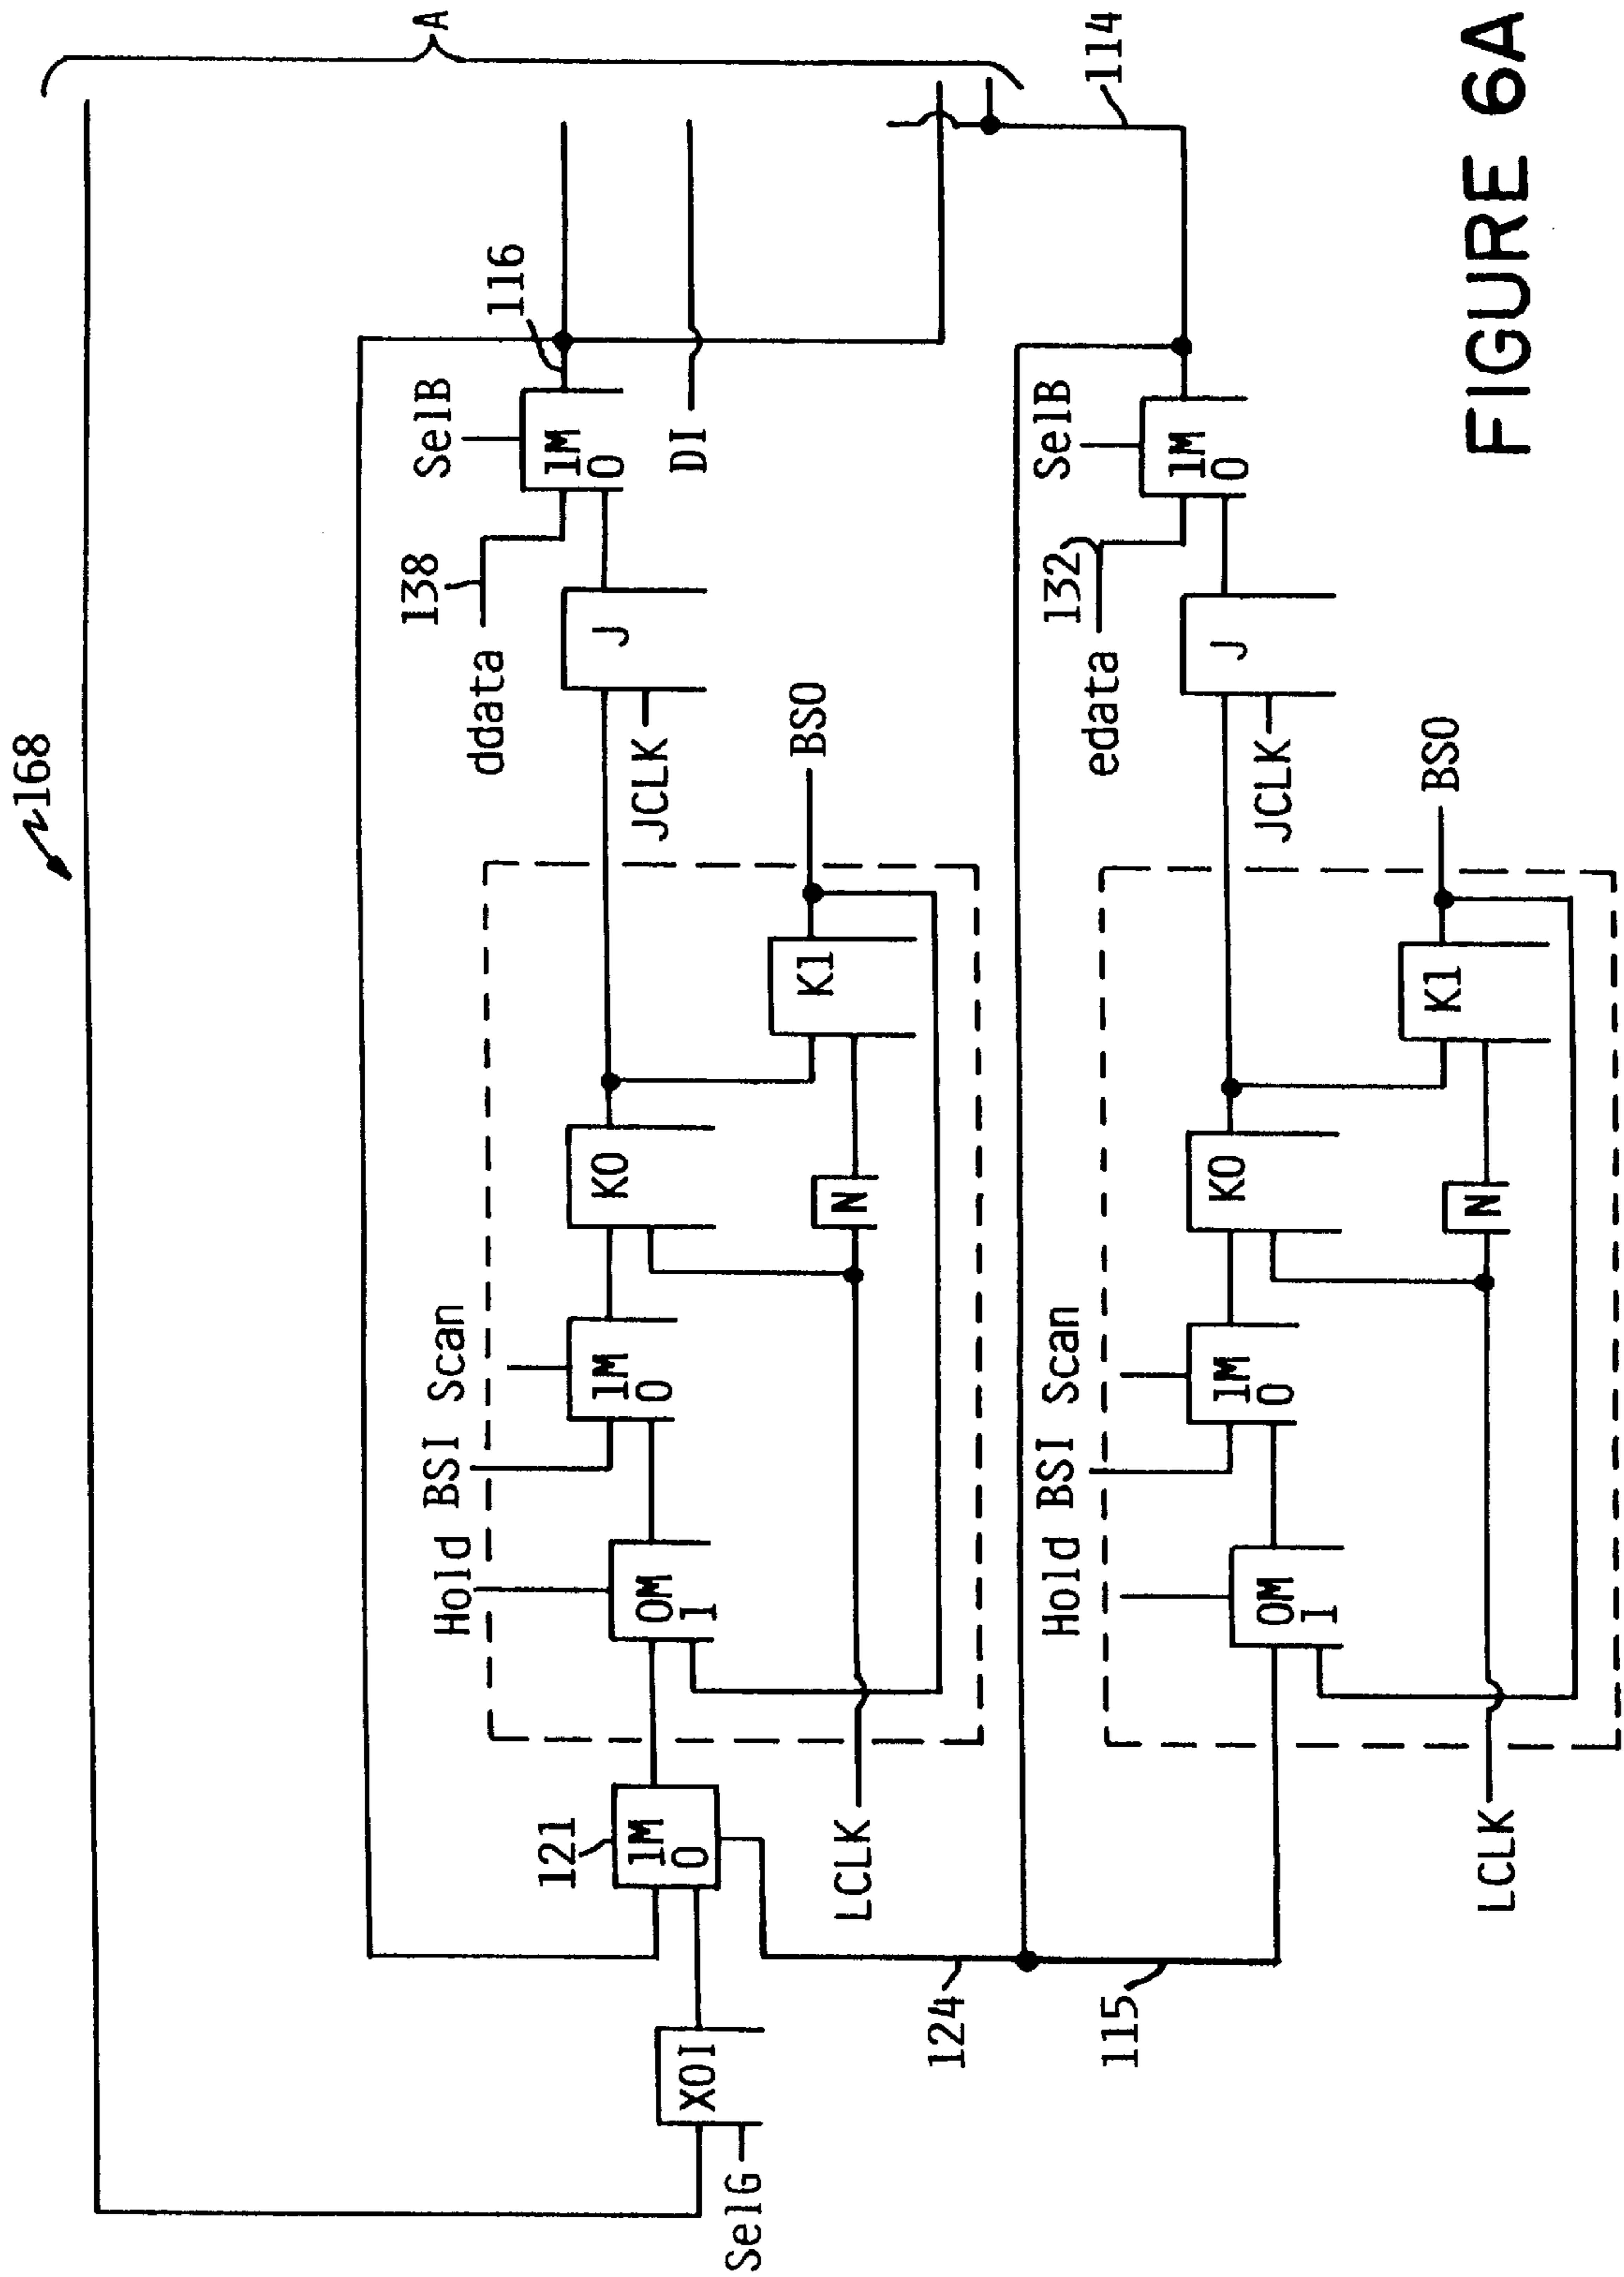 168
A
SelB
116
138
ddata
1M
0
DI
J
JCLK
BSO
Hold BSI Scan
121
1M
0
0M
1
1M
0
K0
K1
N
XOI
SelG
LCLK
124
115
SelB
132
edata
1M
0
114
J
JCLK
BSO
Hold BSI Scan
0M
1
1M
0
K0
K1
N
LCLK
FIGURE 6A